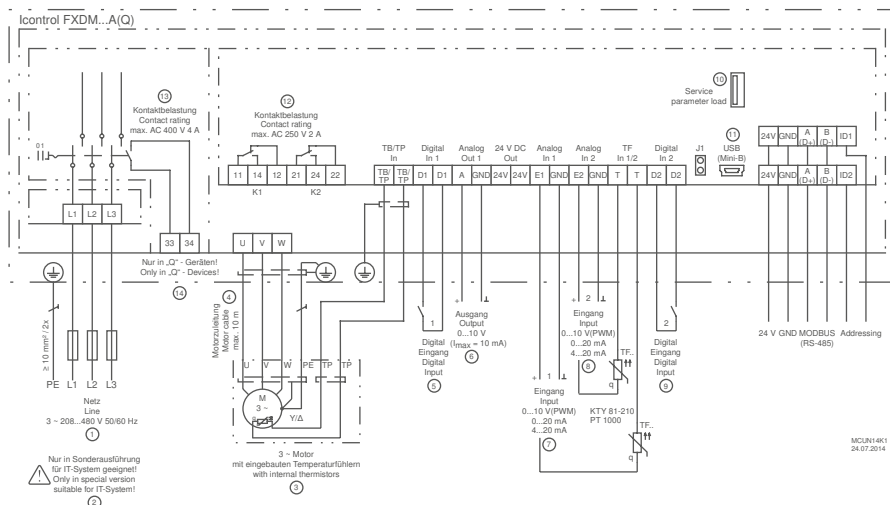 Icontrol FXDM...A(Q)
13
Kontaktbelastung
Contact rating
max. AC 400 V 4 A
12
Kontaktbelastung
Contact rating
max. AC 250 V 2 A
10
Service
parameter load
11
USB
(Mini-B)
J1
01
TB/TP
In
Digital
In 1
Analog
Out 1
24 V DC
Out
Analog
In 1
Analog
In 2
TF
In 1/2
Digital
In 2
24V GND A (D+) B (D-) ID1
11 14 12 21 24 22
K1 K2
TB/TP TB/TP D1 D1 A GND 24V 24V E1 GND E2 GND T T D2 D2
24V GND A (D+) B (D-) ID2
L1 L2 L3
33 34
U V W
Nur in „Q“ - Geräten!
Only in „Q“ - Devices!
14
4
Motorzuleitung
Motor cable
max. 10 m
≥ 10 mm² / 2x
PE L1 L2 L3
Netz
Line
3 ~ 208...480 V 50/60 Hz
1
Nur in Sonderausführung
für IT-System geeignet!
Only in special version
suitable for IT-System!
2
U V W PE TP TP
M
3 ~
Y/Δ
3 ~ Motor
mit eingebauten Temperaturfühlern
with internal thermistors
3
1
Digital
Eingang
Digital
Input
5
+ ⊥
Ausgang
Output
0...10 V
(Imax = 10 mA)
6
+ 1 ⊥
Eingang
Input
0...10 V(PWM)
0...20 mA
4...20 mA
7
+ 2 ⊥
Eingang
Input
0...10 V(PWM)
0...20 mA
4...20 mA
8
TF..
q
KTY 81-210
PT 1000
TF..
q
2
Digital
Eingang
Digital
Input
9
24 V GND MODBUS Addressing
(RS-485)
MCUN14K1
24.07.2014